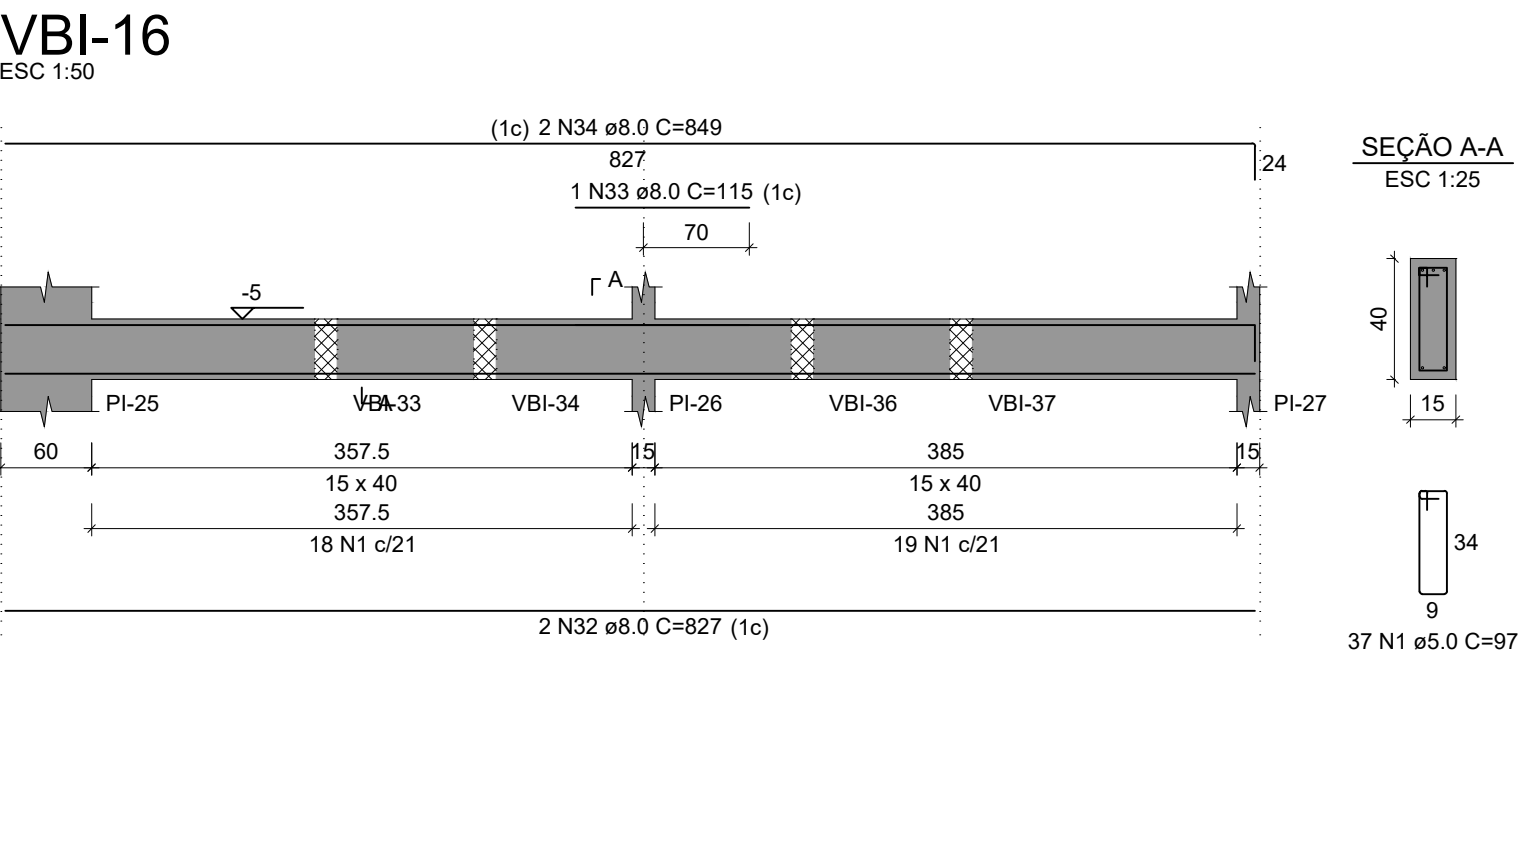 VBI-16
ESC 1:50
(1c) 2 N34 ø8.0 C=849
827
24
1 N33 ø8.0 C=115 (1c)
70
SEÇÃO A-A
ESC 1:25
A
-5
40
15
PI-25
VBI-33
A
VBI-34
PI-26
VBI-36
VBI-37
PI-27
60
357.5
15
385
15
15 x 40
15 x 40
357.5
385
18 N1 c/21
19 N1 c/21
34
9
2 N32 ø8.0 C=827 (1c)
37 N1 ø5.0 C=97